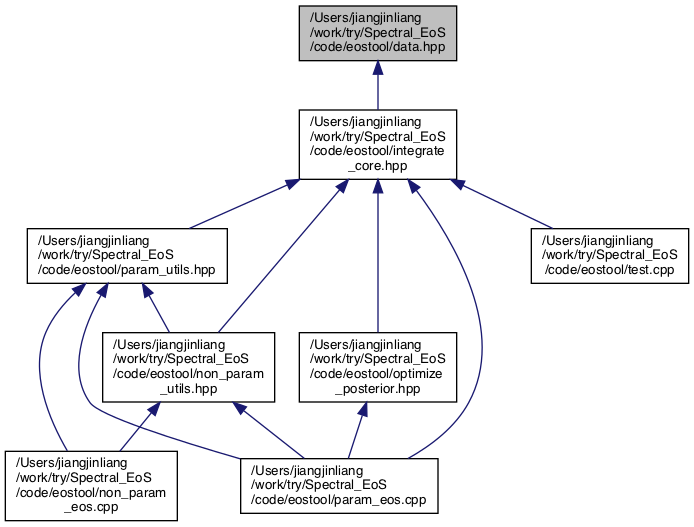 /Users/jiangjinliang
/work/try/Spectral_EoS
/code/eostool/data.hpp
/Users/jiangjinliang
/work/try/Spectral_EoS
/code/eostool/integrate
_core.hpp
/Users/jiangjinliang
/work/try/Spectral_EoS
/code/eostool/param_utils.hpp
/Users/jiangjinliang
/work/try/Spectral_EoS
/code/eostool/test.cpp
/Users/jiangjinliang
/work/try/Spectral_EoS
/code/eostool/non_param
_utils.hpp
/Users/jiangjinliang
/work/try/Spectral_EoS
/code/eostool/optimize
_posterior.hpp
/Users/jiangjinliang
/work/try/Spectral_EoS
/code/eostool/non_param
_eos.cpp
/Users/jiangjinliang
/work/try/Spectral_EoS
/code/eostool/param_eos.cpp